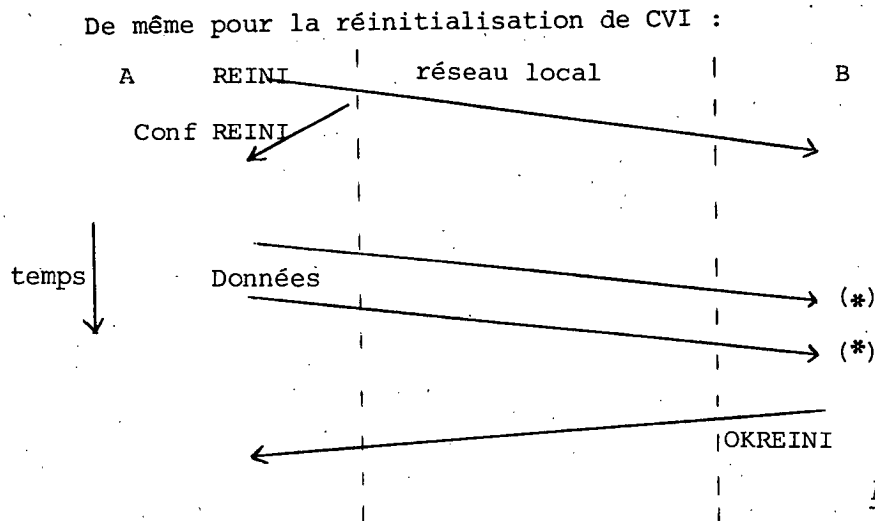 De même pour la réinitialisation de CVI :
A REINI réseau local B
Conf REINI
temps Données (*)
(*)
OKREINI